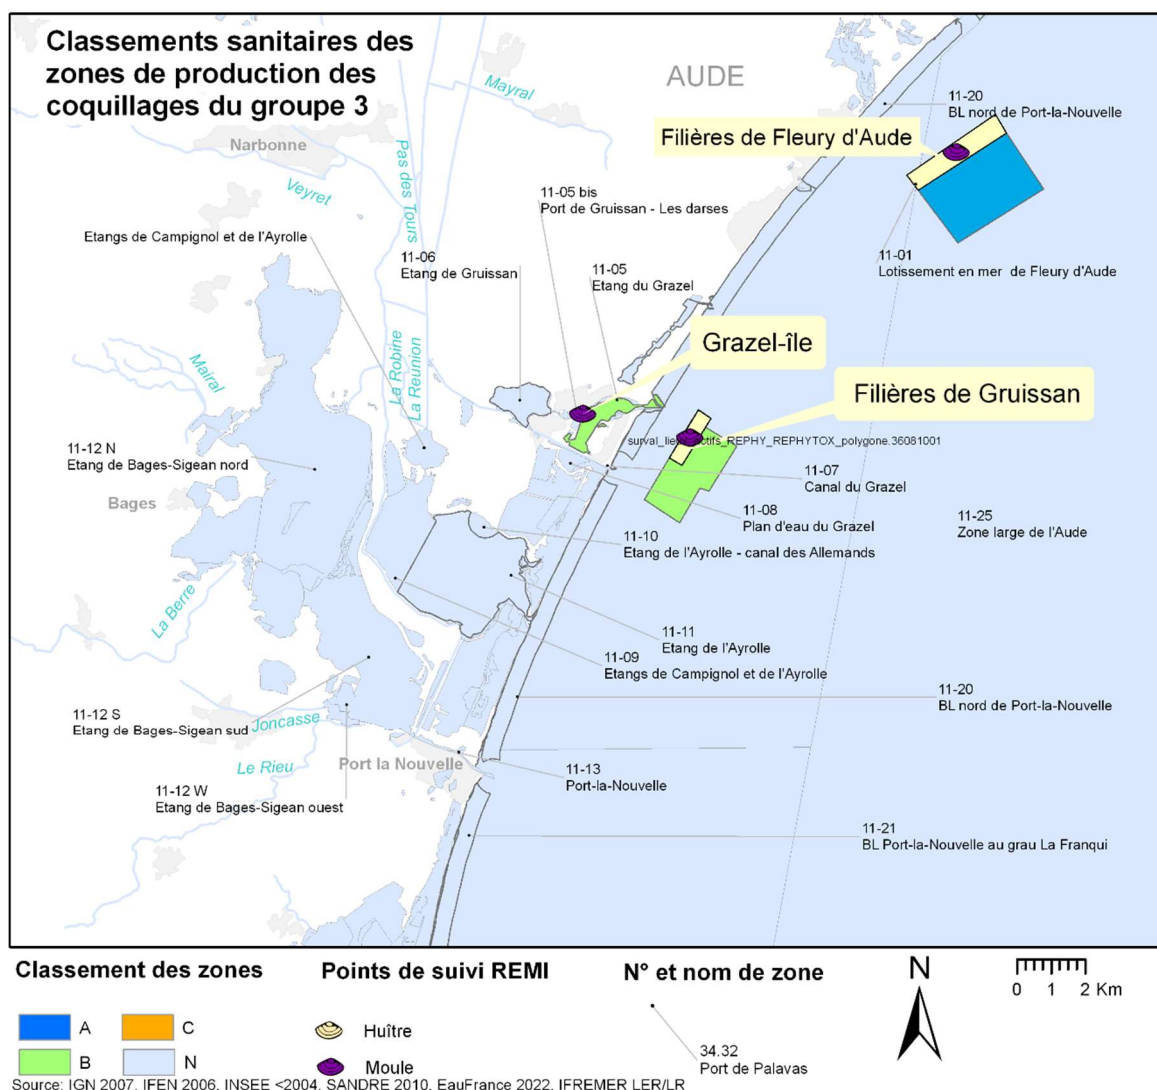 Classements sanitaires des
zones de production des
coquillages du groupe 3
AUDE
Mayral
11-20
BL nord de Port-la-Nouvelle
Filières de Fleury d'Aude
Narbonne
Veyret
Pas des Tours
11-05 bis
Port de Gruissan - Les darses
Etangs de Campignol et de l'Ayrolle
11-06
Etang de Gruissan
11-05
Etang du Grazel
11-01
Lotissement en mer de Fleury d'Aude
Grazel-île
La Robine
La Reunion
Mairal
Filières de Gruissan
surval_lie ctifs_REPHY_REPHYTOX_polygone.36081001
11-12 N
Etang de Bages-Sigean nord
Bages
11-07
Canal du Grazel
11-08
Plan d'eau du Grazel
11-25
Zone large de l'Aude
11-10
Etang de l'Ayrolle - canal des Allemands
La Berre
11-11
Etang de l'Ayrolle
11-09
Etangs de Campignol et de l'Ayrolle
11-20
BL nord de Port-la-Nouvelle
11-12 S
Etang de Bages-Sigean sud
Joncasse
Le Rieu
Port la Nouvelle
11-12 W
Etang de Bages-Sigean ouest
11-13
Port-la-Nouvelle
11-21
BL Port-la-Nouvelle au grau La Franqui
Classement des zones
A
C
B
N
Points de suivi REMI
Huître
Moule
N° et nom de zone
34.32
Port de Palavas
N
0 1 2 Km
Source: IGN 2007, IFEN 2006, INSEE <2004, SANDRE 2010, EauFrance 2022, IFREMER LER/LR